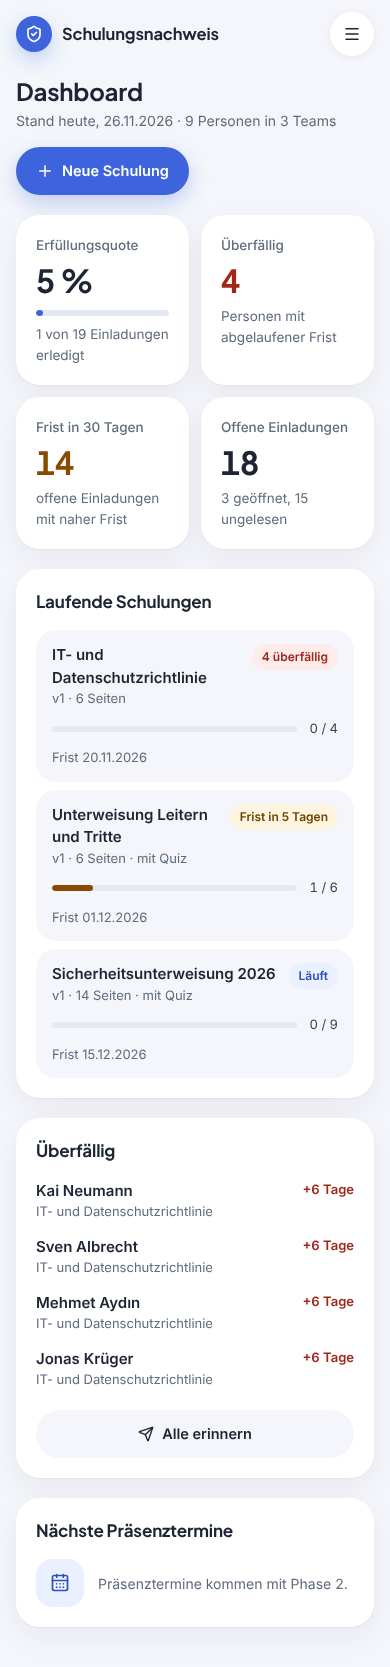 Schulungsnachweis
Dashboard
Stand heute, 26.11.2026 · 9 Personen in 3 Teams
Neue Schulung
Erfüllungsquote
5 %
1 von 19 Einladungen
erledigt
Überfällig
4
Personen mit
abgelaufener Frist
Frist in 30 Tagen
14
offene Einladungen
mit naher Frist
Offene Einladungen
18
3 geöffnet, 15
ungelesen
Laufende Schulungen
IT- und
Datenschutzrichtlinie
4 überfällig
v1 · 6 Seiten
0 / 4
Frist 20.11.2026
Unterweisung Leitern
und Tritte
Frist in 5 Tagen
v1 · 6 Seiten · mit Quiz
1 / 6
Frist 01.12.2026
Sicherheitsunterweisung 2026
Läuft
v1 · 14 Seiten · mit Quiz
0 / 9
Frist 15.12.2026
Überfällig
Kai Neumann
+6 Tage
IT- und Datenschutzrichtlinie
Sven Albrecht
+6 Tage
IT- und Datenschutzrichtlinie
Mehmet Aydın
+6 Tage
IT- und Datenschutzrichtlinie
Jonas Krüger
+6 Tage
IT- und Datenschutzrichtlinie
Alle erinnern
Nächste Präsenztermine
Präsenztermine kommen mit Phase 2.